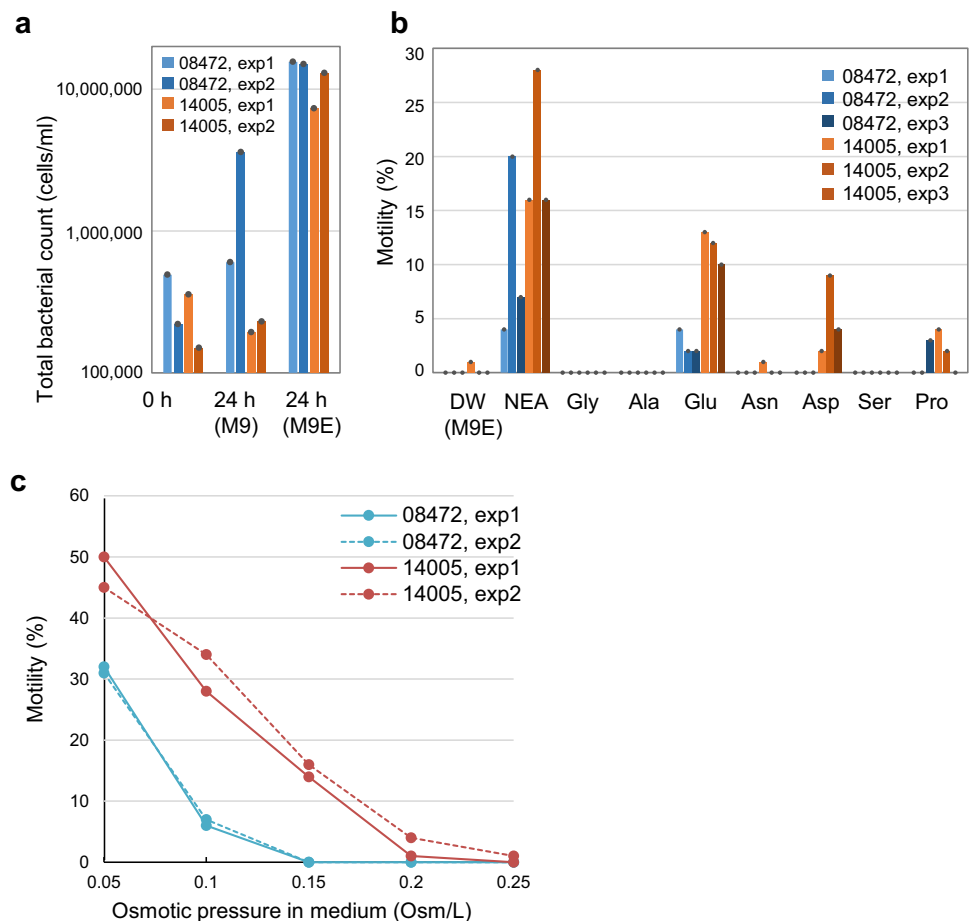 a
Total bacterial count (cells/ml)
10,000,000
1,000,000
100,000
08472, exp1
08472, exp2
14005, exp1
14005, exp2
0 h
24 h
(M9)
24 h
(M9E)
b
Motility (%)
30
25
20
15
10
5
0
08472, exp1
08472, exp2
08472, exp3
14005, exp1
14005, exp2
14005, exp3
DW
(M9E)
NEA
Gly
Ala
Glu
Asn
Asp
Ser
Pro
c
Motility (%)
60
50
40
30
20
10
0
08472, exp1
08472, exp2
14005, exp1
14005, exp2
0.05
0.1
0.15
0.2
0.25
Osmotic pressure in medium (Osm/L)